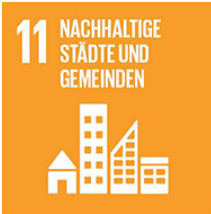 11 NACHHALTIGE
STÄDTE UND
GEMEINDEN